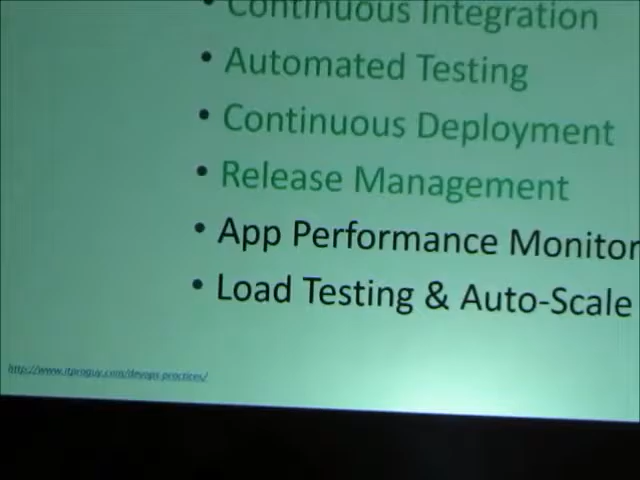 • Continuous Integration
• Automated Testing
• Continuous Deployment
• Release Management
• App Performance Monitor
• Load Testing & Auto-Scale
http://www.itproguy.com/devops-practices/